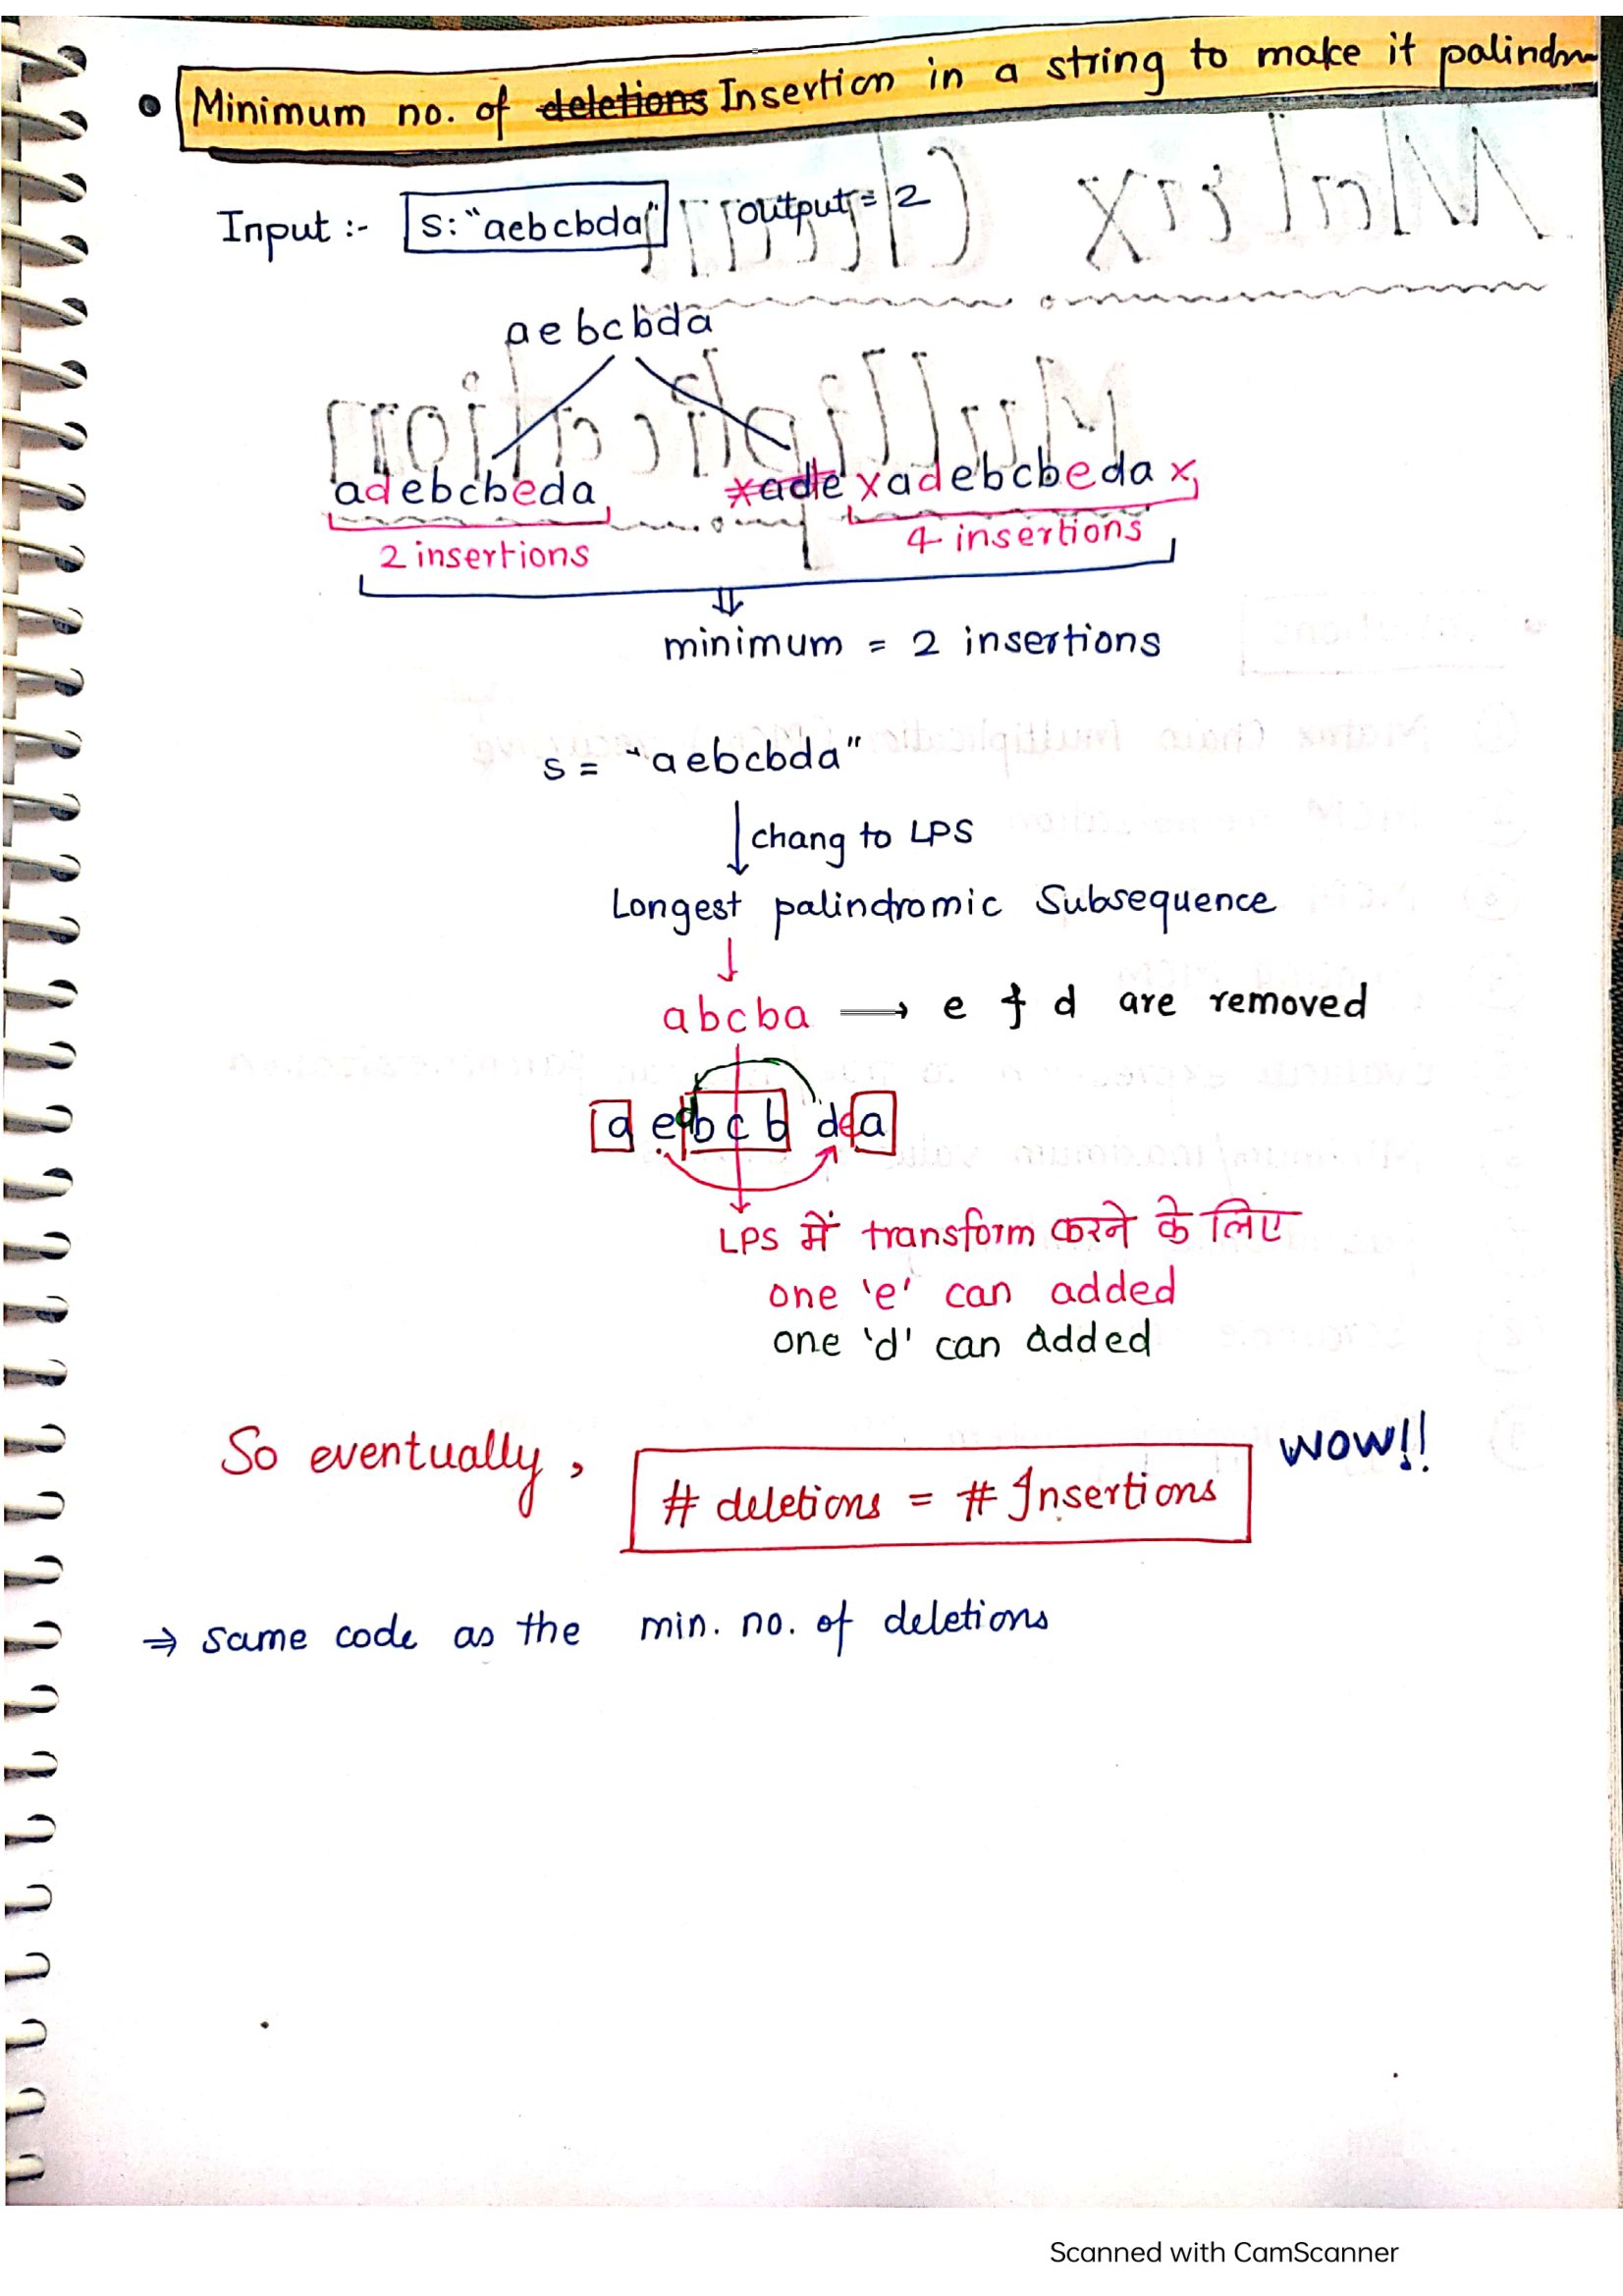 • Minimum no. of deletions Insertion in a string to make it palindm
Input :- s: "aebcbda" output = 2
aebcbda
adebcbeda xade xadebcbedax
2 insertions 4 insertions
⇓
minimum = 2 insertions
s = "aebcbda"
↓ chang to LPS
Longest palindromic Subsequence
↓
abcba → e & d are removed
a e d b c b d e a
LPS में transform करने के लिए
one 'e' can added
one 'd' can added
So eventually, # deletions = # Insertions WOW!!
⇒ same code as the min. no. of deletions
Scanned with CamScanner